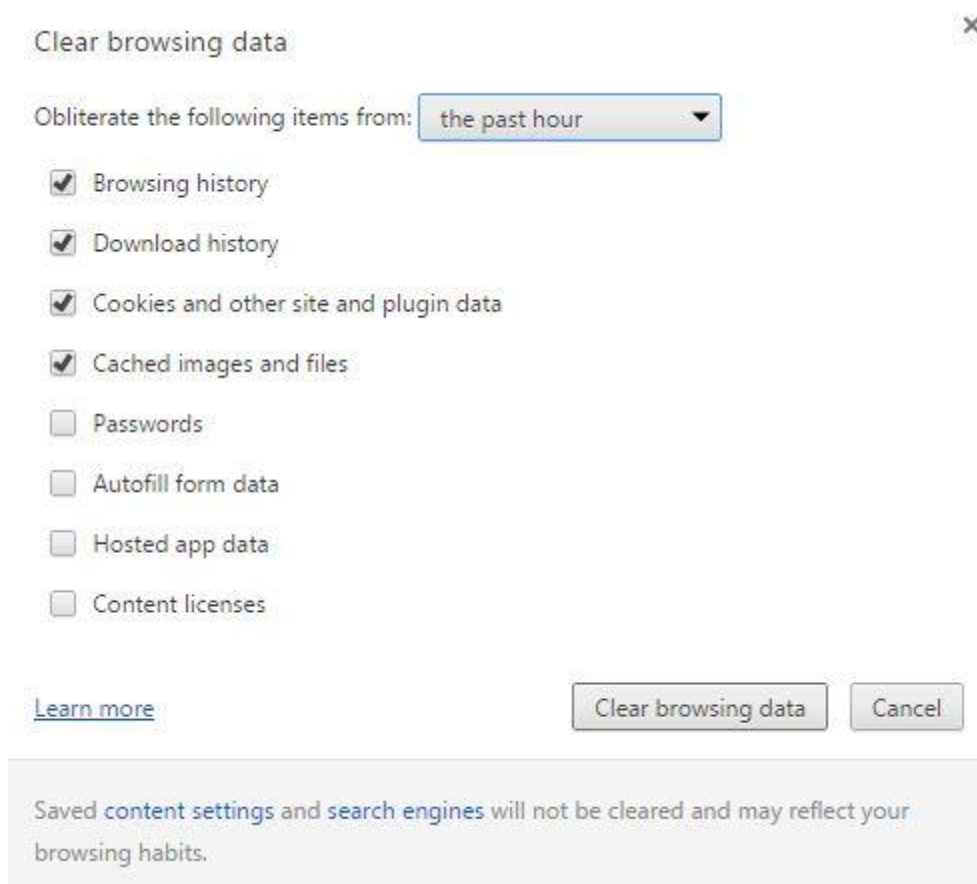 Clear browsing data
Obliterate the following items from: the past hour
Browsing history
Download history
Cookies and other site and plugin data
Cached images and files
Passwords
Autofill form data
Hosted app data
Content licenses
Learn more Clear browsing data Cancel
Saved content settings and search engines will not be cleared and may reflect your
browsing habits.